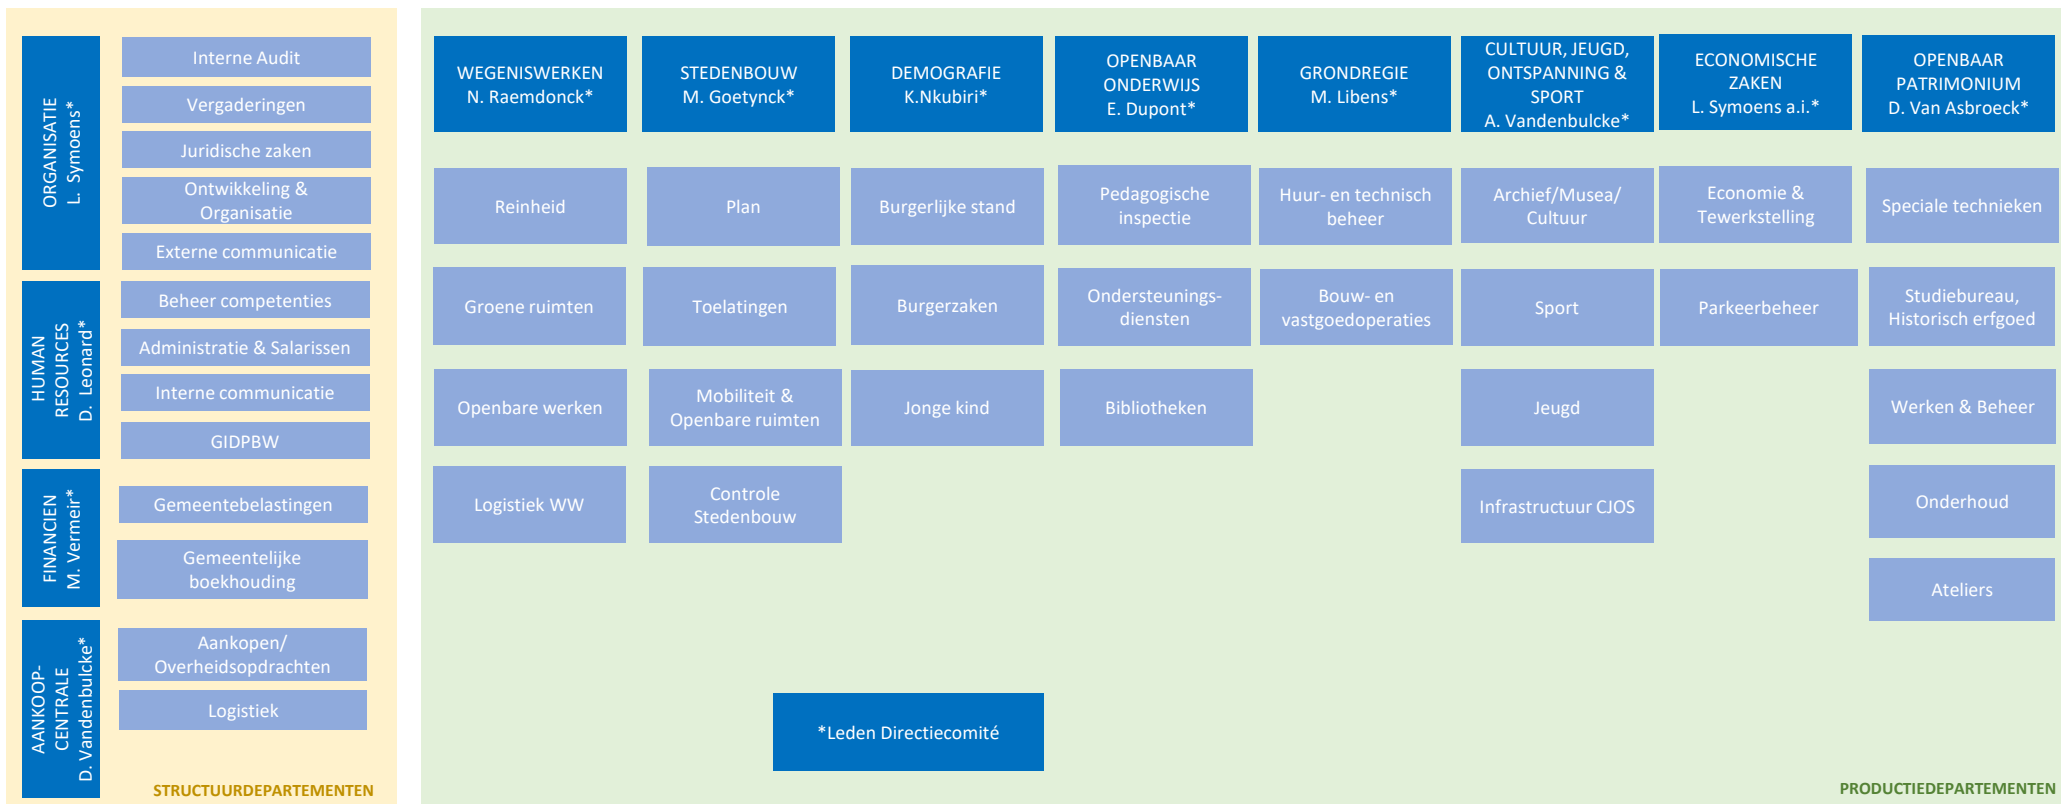 ORGANISATIE
L. Symoens*
Interne Audit
Vergaderingen
Juridische zaken
Ontwikkeling &
Organisatie
Externe communicatie
HUMAN
RESOURCES
D. Leonard*
Beheer competenties
Administratie & Salarissen
Interne communicatie
GIDPBW
FINANCIEN
M. Vermeir*
Gemeentebelastingen
Gemeentelijke
boekhouding
AANKOOP-
CENTRALE
D. Vandenbulcke*
Aankopen/
Overheidsopdrachten
Logistiek
STRUCTUURDEPARTEMENTEN
WEGENISWERKEN
N. Raemdonck*
Reinheid
Groene ruimten
Openbare werken
Logistiek WW
STEDENBOUW
M. Goetynck*
Plan
Toelatingen
Mobiliteit &
Openbare ruimten
Controle
Stedenbouw
DEMOGRAFIE
K.Nkubiri*
Burgerlijke stand
Burgerzaken
Jonge kind
OPENBAAR
ONDERWIJS
E. Dupont*
Pedagogische
inspectie
Ondersteunings-
diensten
Bibliotheken
GRONDREGIE
M. Libens*
Huur- en technisch
beheer
Bouw- en
vastgoedoperaties
CULTUUR, JEUGD,
ONTSPANNING &
SPORT
A. Vandenbulcke*
Archief/Musea/
Cultuur
Sport
Jeugd
Infrastructuur CJOS
ECONOMISCHE
ZAKEN
L. Symoens a.i.*
Economie &
Tewerkstelling
Parkeerbeheer
OPENBAAR
PATRIMONIUM
D. Van Asbroeck*
Speciale technieken
Studiebureau,
Historisch erfgoed
Werken & Beheer
Onderhoud
Ateliers
*Leden Directiecomité
PRODUCTIEDEPARTEMENTEN